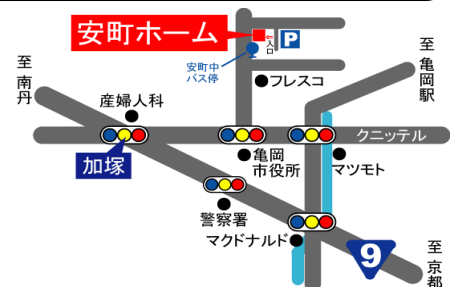 安町ホーム
入口
P
安町中
バス停
フレスコ
至亀岡駅
至南丹
産婦人科
クニッテル
加塚
亀岡
市役所
マツモト
警察署
マクドナルド
9
至京都